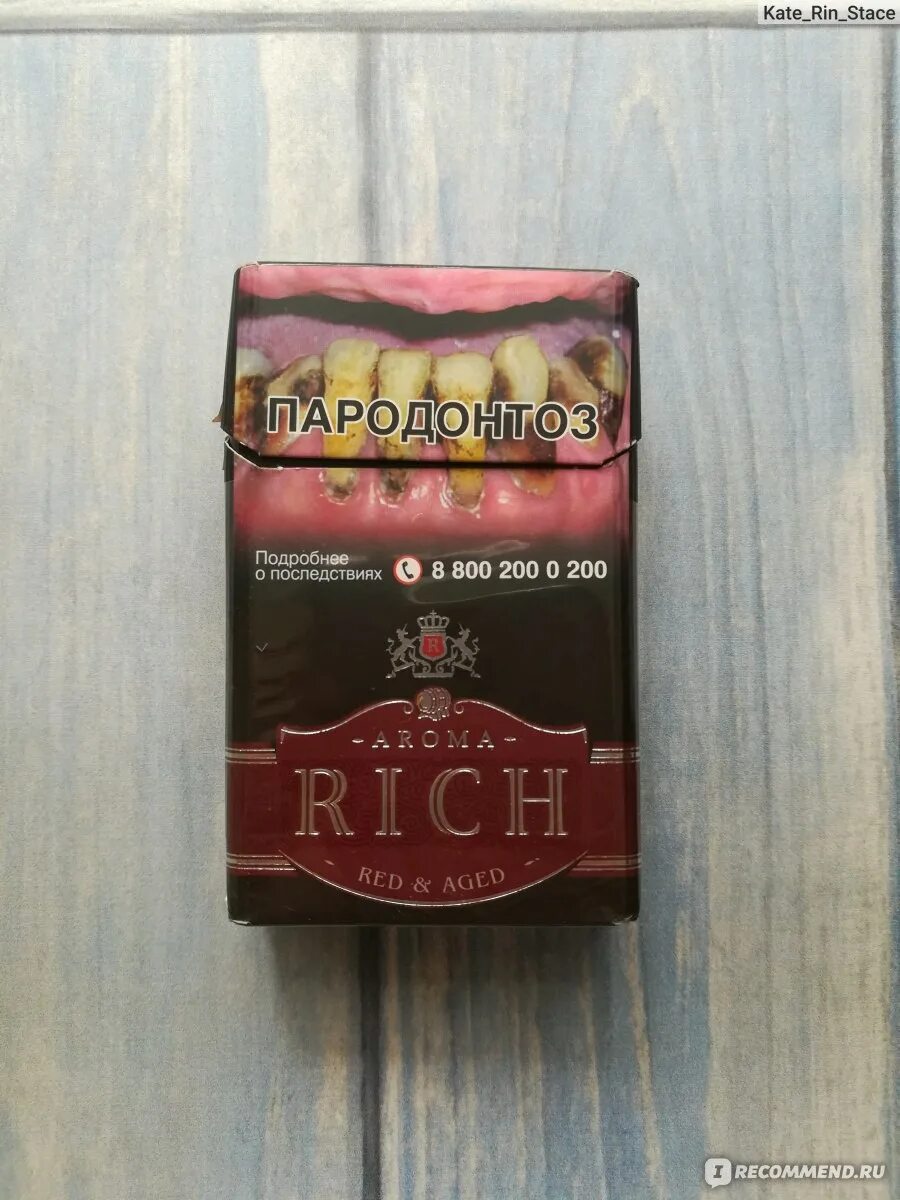 Kate_Rin_Stace
ПАРОДОНТОЗ
Подробнее
о последствиях 8 800 200 0 200
R
- AROMA -
RICH
RED & AGED
I RECOMMEND.RU